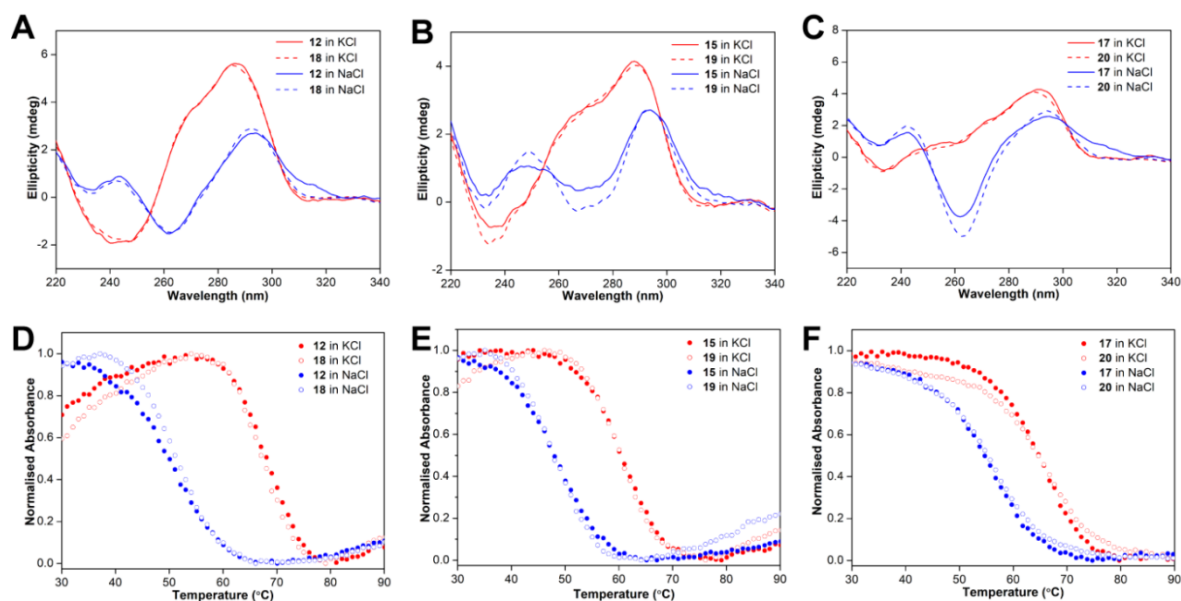 A
6
4
2
0
-2
Ellipticity (mdeg)
220 240 260 280 300 320 340
Wavelength (nm)
12 in KCl
18 in KCl
12 in NaCl
18 in NaCl
B
6
4
2
0
-2
Ellipticity (mdeg)
220 240 260 280 300 320 340
Wavelength (nm)
15 in KCl
19 in KCl
15 in NaCl
19 in NaCl
C
8
6
4
2
0
-2
-4
-6
Ellipticity (mdeg)
220 240 260 280 300 320 340
Wavelength (nm)
17 in KCl
20 in KCl
17 in NaCl
20 in NaCl
D
1.0
0.8
0.6
0.4
0.2
0.0
Normalised Absorbance
30 40 50 60 70 80 90
Temperature (°C)
12 in KCl
18 in KCl
12 in NaCl
18 in NaCl
E
1.0
0.8
0.6
0.4
0.2
0.0
Normalised Absorbance
30 40 50 60 70 80 90
Temperature (°C)
15 in KCl
19 in KCl
15 in NaCl
19 in NaCl
F
1.0
0.8
0.6
0.4
0.2
0.0
Normalised Absorbance
30 40 50 60 70 80 90
Temperature (°C)
17 in KCl
20 in KCl
17 in NaCl
20 in NaCl